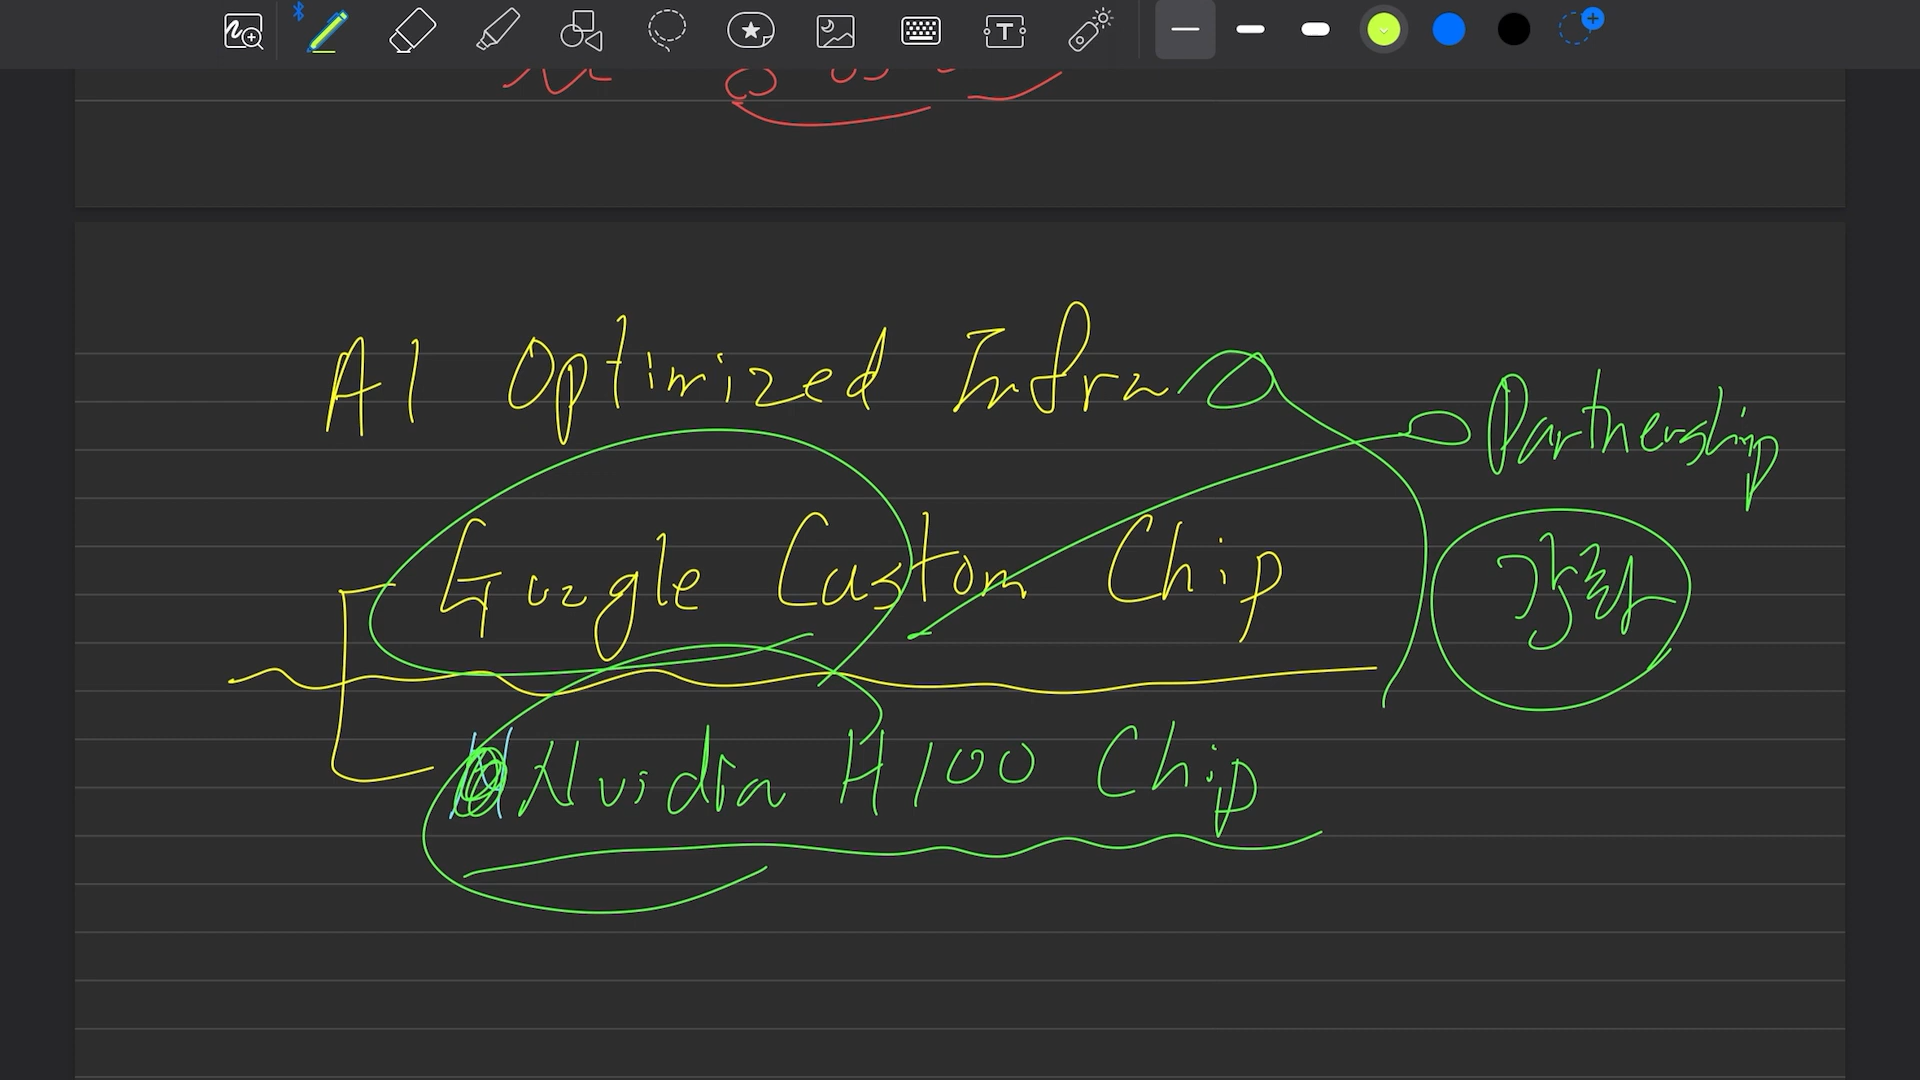 AI Optimized Infra
Partnership
Google Custom Chip
강화
Nvidia H100 Chip